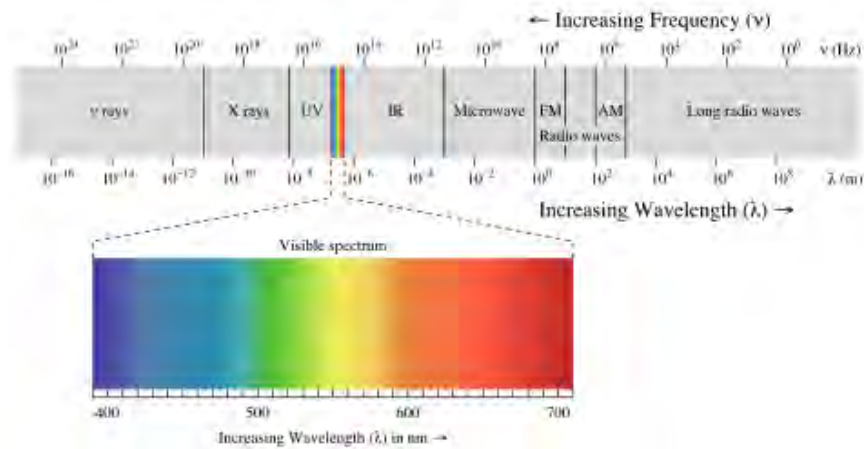 ← Increasing Frequency (ν)
10²⁴ 10²² 10²⁰ 10¹⁸ 10¹⁶ 10¹⁴ 10¹² 10¹⁰ 10⁸ 10⁶ 10⁴ 10² 10⁰ ν (Hz)
γ rays X rays UV IR Microwave FM AM Long radio waves
Radio waves
10⁻¹⁶ 10⁻¹⁴ 10⁻¹² 10⁻¹⁰ 10⁻⁸ 10⁻⁶ 10⁻⁴ 10⁻² 10⁰ 10² 10⁴ 10⁶ 10⁸ λ (m)
Increasing Wavelength (λ) →
Visible spectrum
400 500 600 700
Increasing Wavelength (λ) in nm →